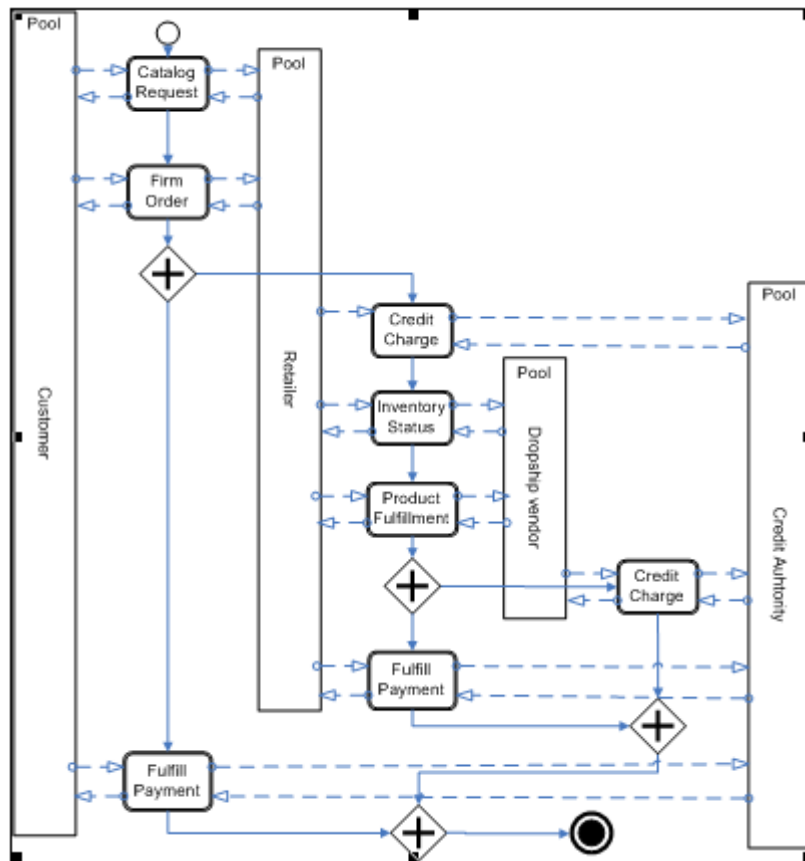 Pool
Customer
Catalog
Request
Pool
Retailer
Firm
Order
Pool
Credit Auhtority
Credit
Charge
Pool
Dropship vendor
Inventory
Status
Product
Fulfillment
Credit
Charge
Fulfill
Payment
Fulfill
Payment